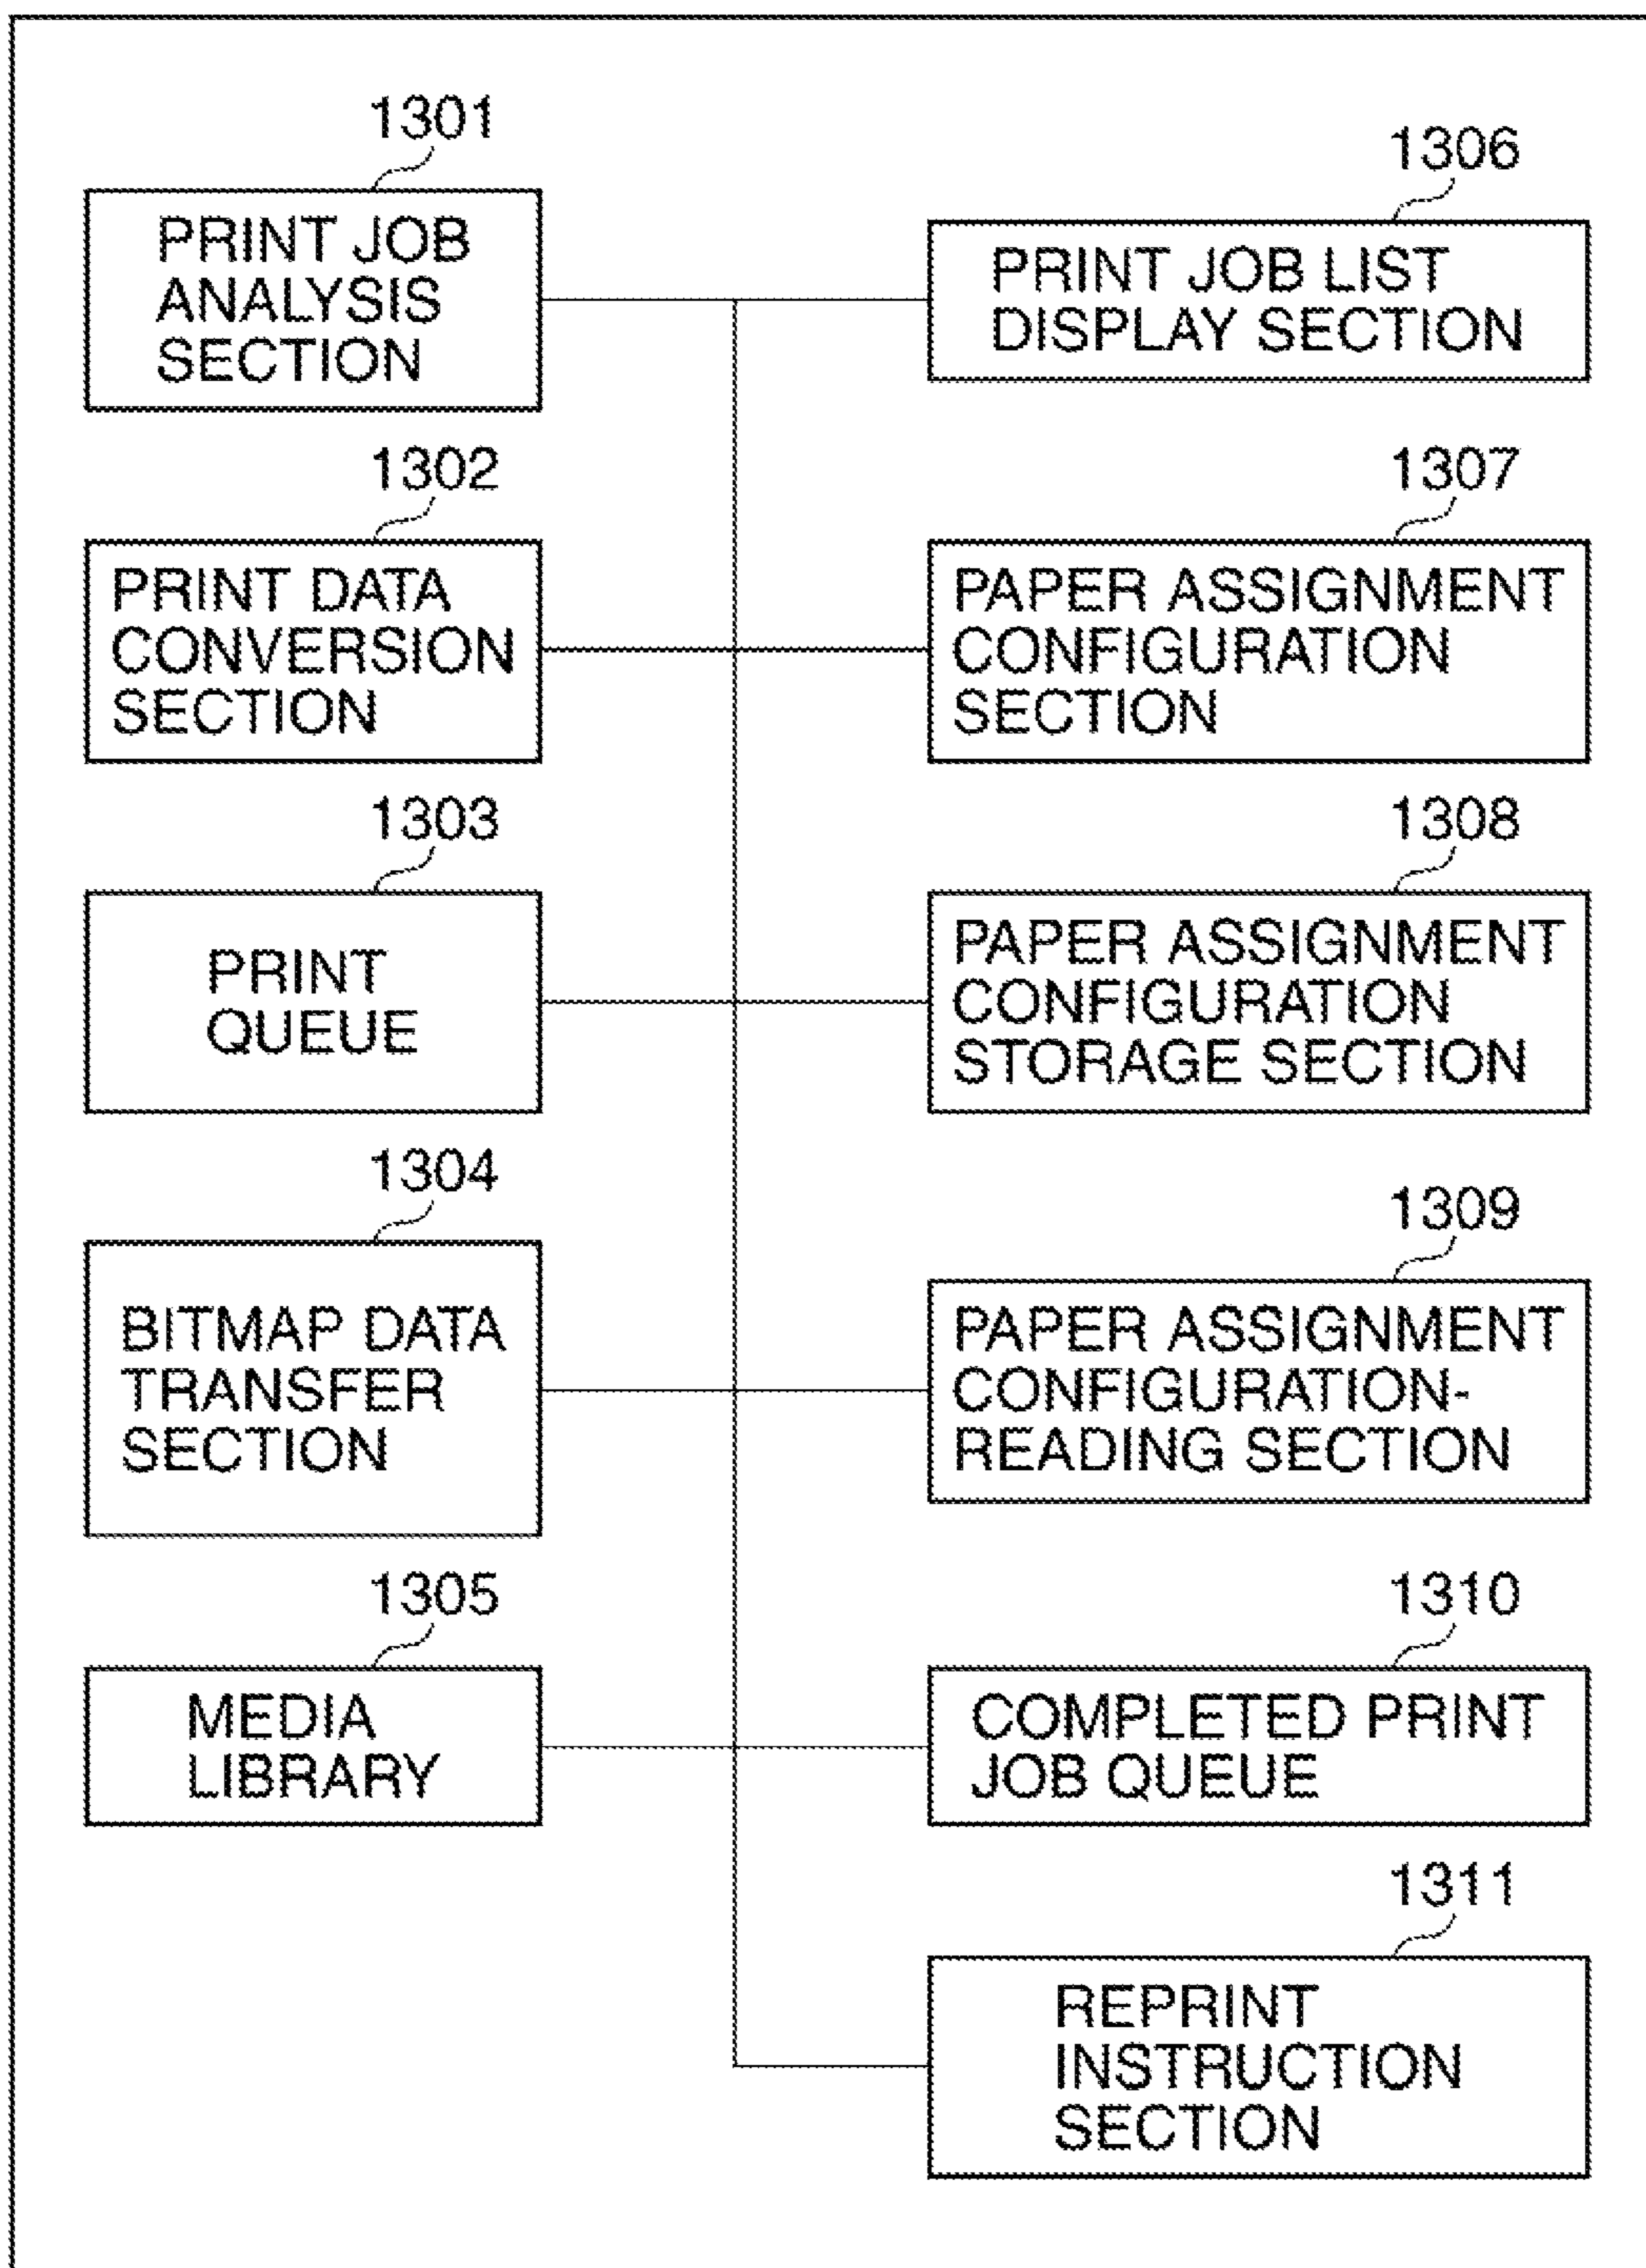 1301
PRINT JOB
ANALYSIS
SECTION
1302
PRINT DATA
CONVERSION
SECTION
1303
PRINT
QUEUE
1304
BITMAP DATA
TRANSFER
SECTION
1305
MEDIA
LIBRARY
1306
PRINT JOB LIST
DISPLAY SECTION
1307
PAPER ASSIGNMENT
CONFIGURATION
SECTION
1308
PAPER ASSIGNMENT
CONFIGURATION
STORAGE SECTION
1309
PAPER ASSIGNMENT
CONFIGURATION-
READING SECTION
1310
COMPLETED PRINT
JOB QUEUE
1311
REPRINT
INSTRUCTION
SECTION